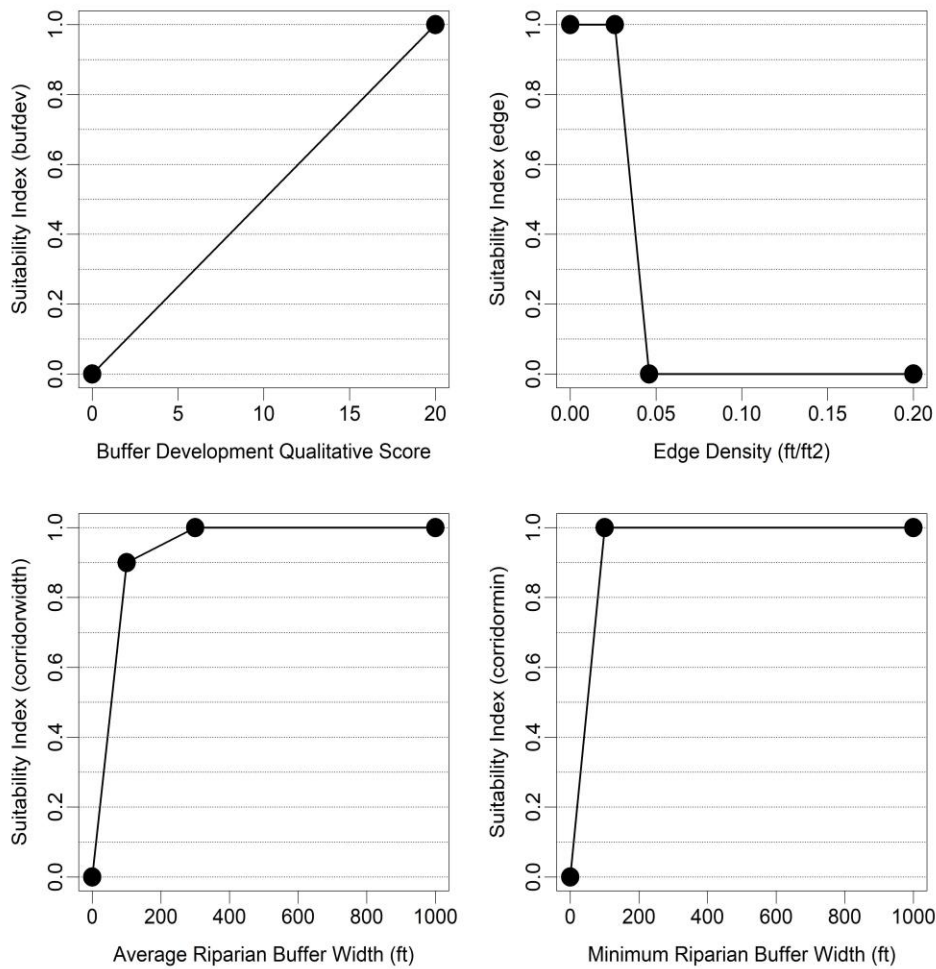 Suitability Index (bufdev)
1.0
0.8
0.6
0.4
0.2
0.0
0 5 10 15 20
Buffer Development Qualitative Score
Suitability Index (edge)
1.0
0.8
0.6
0.4
0.2
0.0
0.00 0.05 0.10 0.15 0.20
Edge Density (ft/ft2)
Suitability Index (corridorwidth)
1.0
0.8
0.6
0.4
0.2
0.0
0 200 400 600 800 1000
Average Riparian Buffer Width (ft)
Suitability Index (corridormin)
1.0
0.8
0.6
0.4
0.2
0.0
0 200 400 600 800 1000
Minimum Riparian Buffer Width (ft)